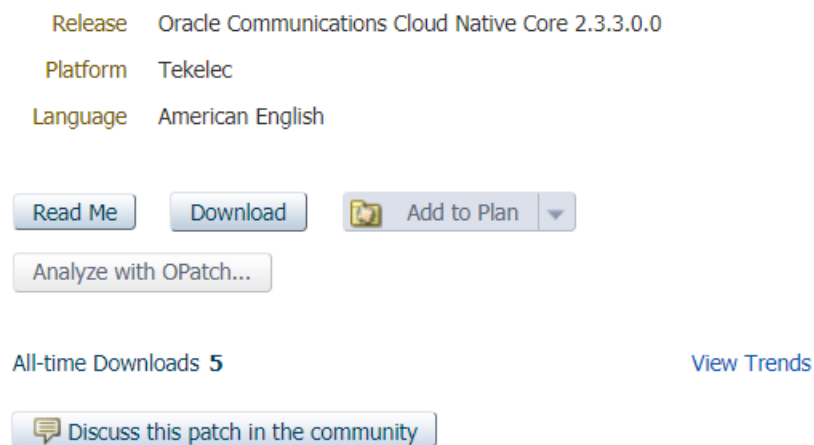 Release Oracle Communications Cloud Native Core 2.3.3.0.0
Platform Tekelec
Language American English
Read Me Download Add to Plan
Analyze with OPatch...
All-time Downloads 5 View Trends
Discuss this patch in the community